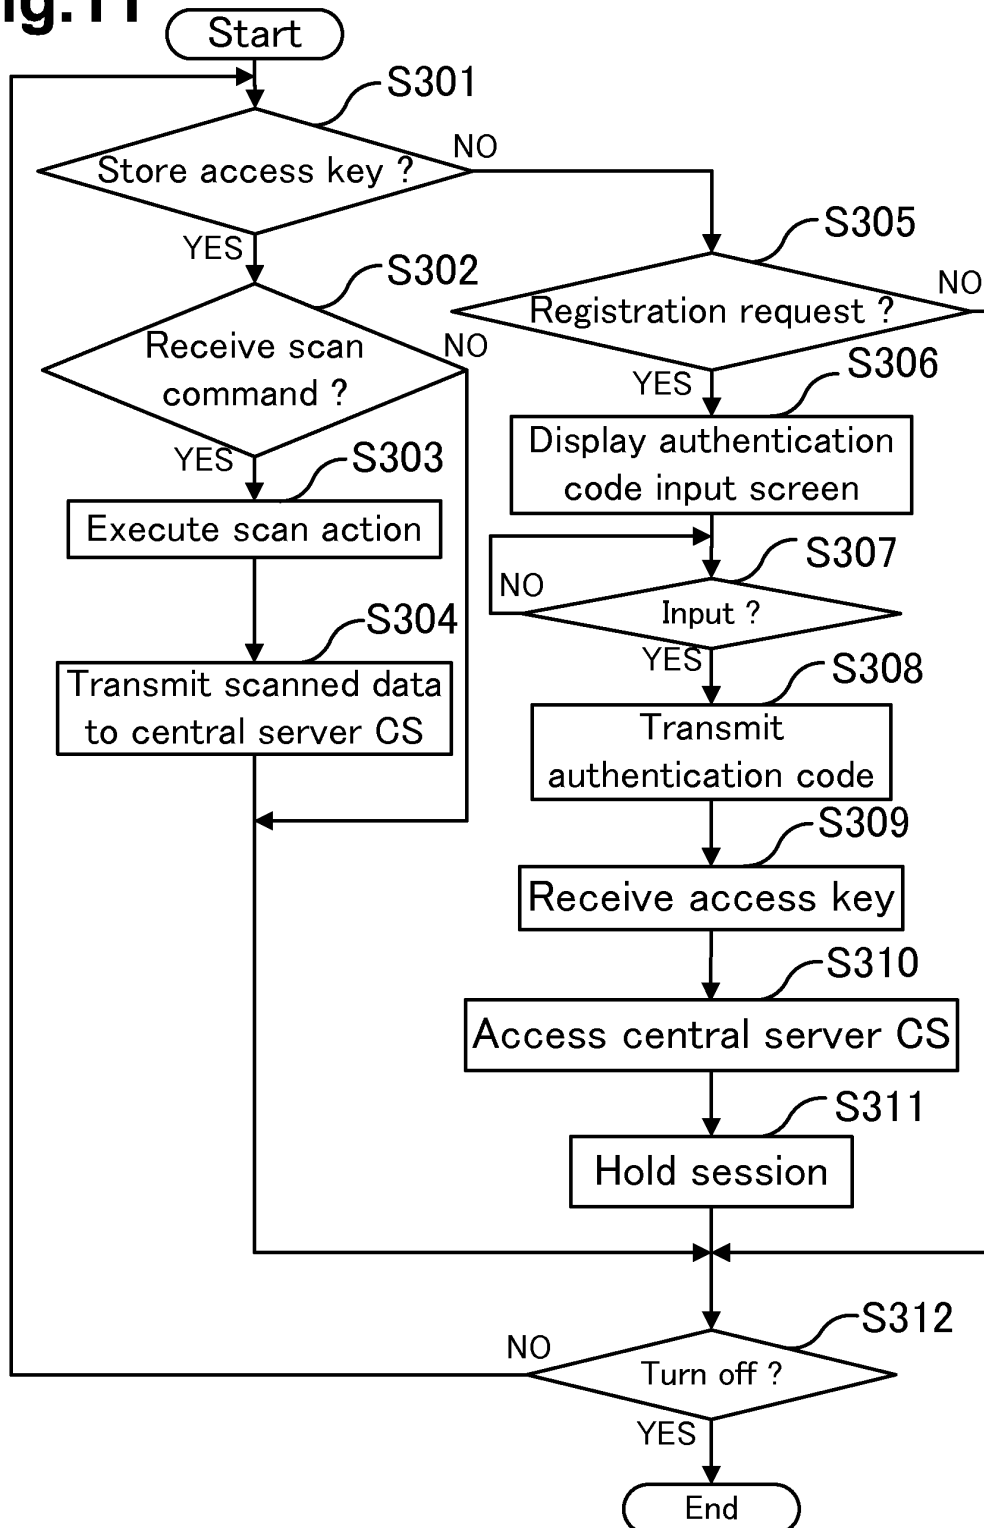 Fig.11
Start
S301
Store access key ?
NO
YES
S302
Receive scan
command ?
NO
YES
S303
Execute scan action
S304
Transmit scanned data
to central server CS
S305
Registration request ?
NO
YES
S306
Display authentication
code input screen
S307
Input ?
NO
YES
S308
Transmit
authentication code
S309
Receive access key
S310
Access central server CS
S311
Hold session
S312
Turn off ?
NO
YES
End